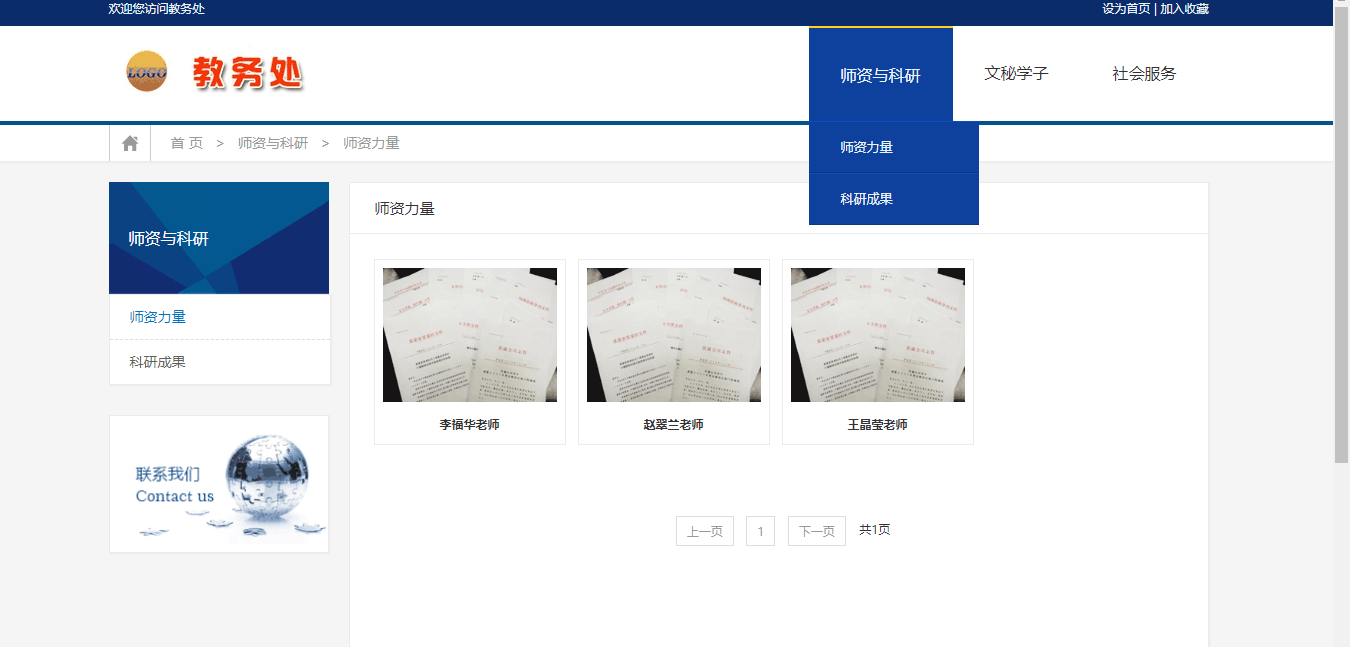 欢迎您访问教务处
设为首页 | 加入收藏
LOGO 教务处
师资与科研 文秘学子 社会服务
师资力量
科研成果
首 页 > 师资与科研 > 师资力量
师资与科研
师资力量
科研成果
联系我们
Contact us
师资力量
李福华老师 赵翠兰老师 王晶莹老师
上一页 1 下一页 共1页